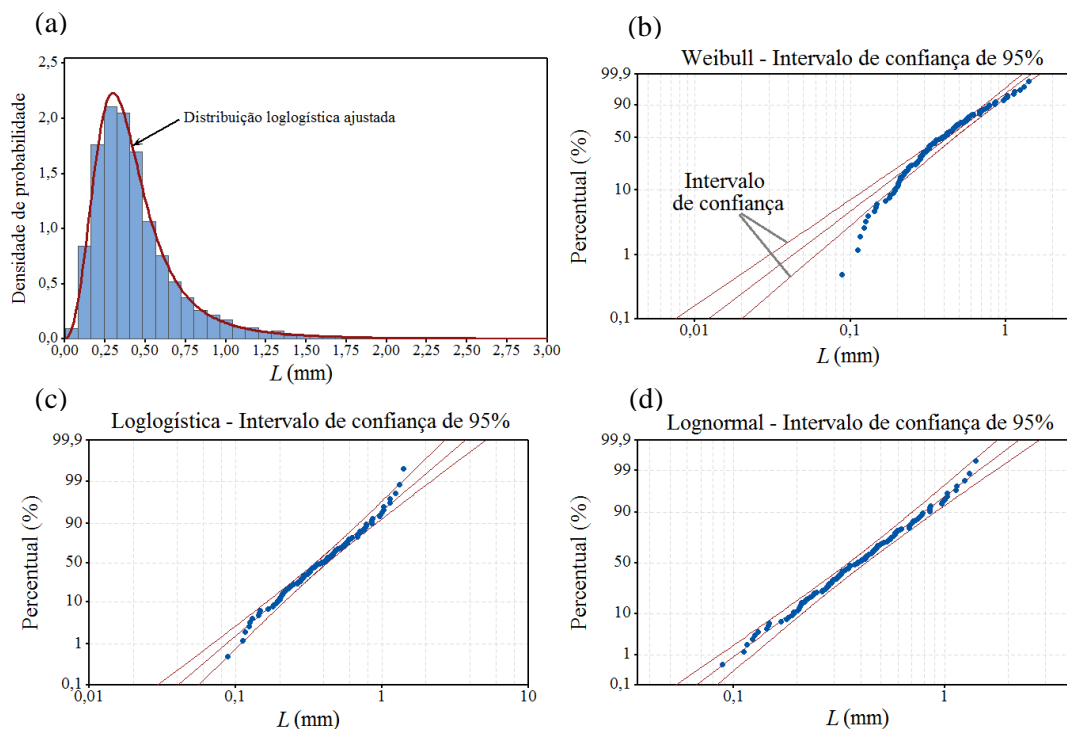 (a)
2,5
2,0
1,5
1,0
0,5
0,0
Densidade de probabilidade
Distribuição loglogística ajustada
0,00 0,25 0,50 0,75 1,00 1,25 1,50 1,75 2,00 2,25 2,50 2,75 3,00
L (mm)
(b)
Weibull - Intervalo de confiança de 95%
99,9
90
50
10
1
0,1
Percentual (%)
Intervalo
de confiança
0,01 0,1 1
L (mm)
(c)
Loglogística - Intervalo de confiança de 95%
99,9
99
90
50
10
1
0,1
Percentual (%)
0,01 0,1 1 10
L (mm)
(d)
Lognormal - Intervalo de confiança de 95%
99,9
99
90
50
10
1
0,1
Percentual (%)
0,1 1
L (mm)